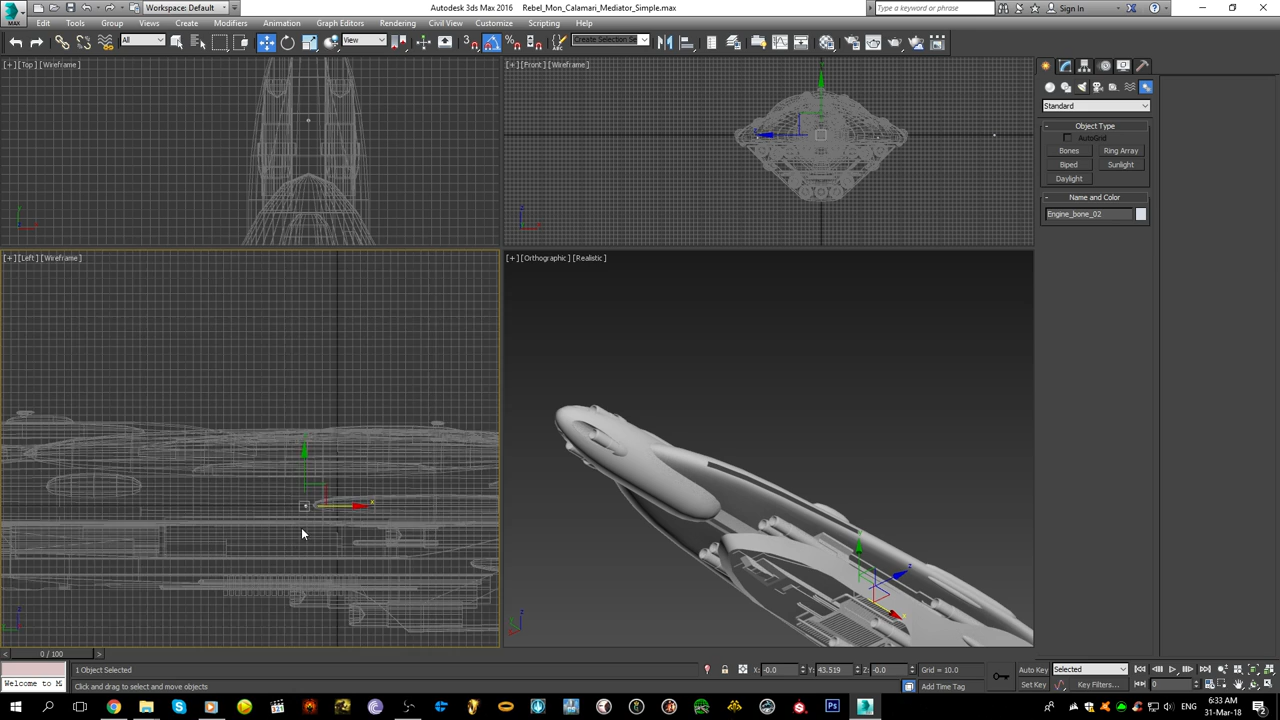 Autodesk 3ds Max 2016 Rebel_Mon_Calamari_Mediator_Simple.max
Workspace: Default
Type a keyword or phrase
Sign In
MAX
Edit Tools Group Views Create Modifiers Animation Graph Editors Rendering Civil View Customize Scripting Help
All
View
Create Selection Se
[+] [Top] [Wireframe]
[+] [Front] [Wireframe]
Standard
Object Type
AutoGrid
Bones Ring Array
Biped Sunlight
Daylight
Name and Color
Engine_bone_02
[+] [Left] [Wireframe]
[+] [Orthographic] [Realistic]
0 / 100
1 Object Selected
X: -0.0 Y: 43.519 Z: -0.0 Grid = 10.0
Auto Key Selected
Welcome to M
Click and drag to select and move objects
Add Time Tag
Set Key Key Filters... 0
6:33 AM
31-Mar-18